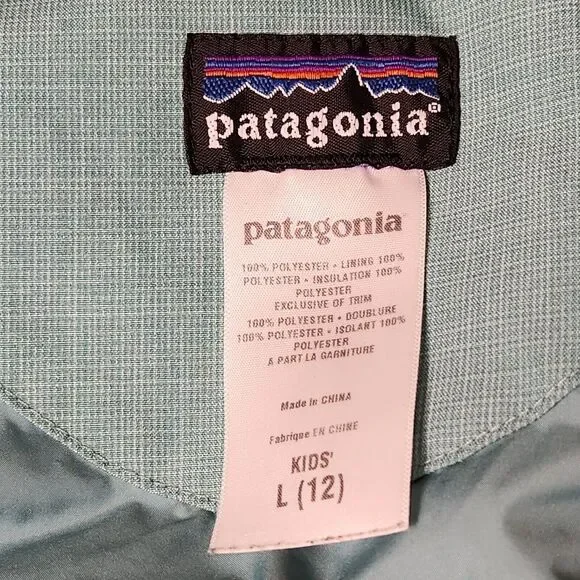 patagonia®
patagonia
100% POLYESTER • LINING 100%
POLYESTER • INSULATION 100%
POLYESTER
EXCLUSIVE OF TRIM
100% POLYESTER • DOUBLURE
100% POLYESTER • ISOLANT 100%
POLYESTER
A PART LA GARNITURE
Made in CHINA
Fabrique EN CHINE
KIDS'
L (12)